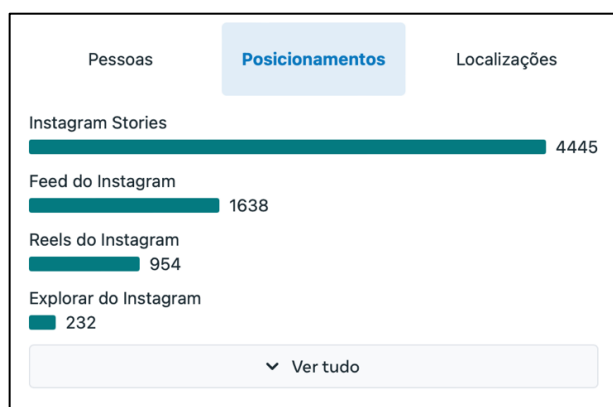 Pessoas Posicionamentos Localizações
Instagram Stories
4445
Feed do Instagram
1638
Reels do Instagram
954
Explorar do Instagram
232
Ver tudo